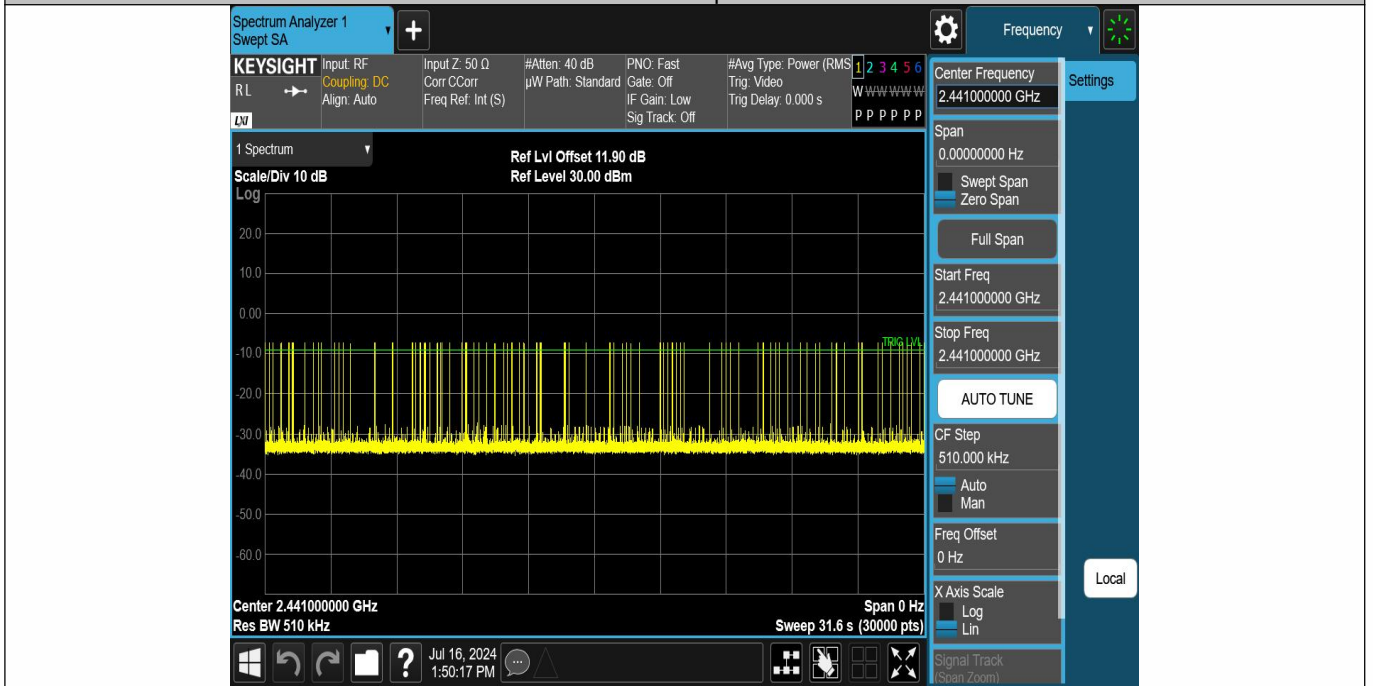 Spectrum Analyzer 1
Swept SA
+
Frequency
KEYSIGHT
Input: RF
Coupling: DC
Align: Auto
R L
LXI
Input Z: 50 Ω
Corr CCorr
Freq Ref: Int (S)
#Atten: 40 dB
µW Path: Standard
PNO: Fast
Gate: Off
IF Gain: Low
Sig Track: Off
#Avg Type: Power (RMS
Trig: Video
Trig Delay: 0.000 s
1 2 3 4 5 6
W W W W W W
P P P P P P
Center Frequency
2.441000000 GHz
Settings
Span
0.00000000 Hz
Swept Span
Zero Span
Full Span
Start Freq
2.441000000 GHz
Stop Freq
2.441000000 GHz
AUTO TUNE
CF Step
510.000 kHz
Auto
Man
Freq Offset
0 Hz
X Axis Scale
Log
Lin
Signal Track
(Span Zoom)
Local
1 Spectrum
Scale/Div 10 dB
Ref Lvl Offset 11.90 dB
Ref Level 30.00 dBm
Log
20.0
10.0
0.00
-10.0
-20.0
-30.0
-40.0
-50.0
-60.0
TRIG LVL
Center 2.441000000 GHz
Res BW 510 kHz
Span 0 Hz
Sweep 31.6 s (30000 pts)
?
Jul 16, 2024
1:50:17 PM